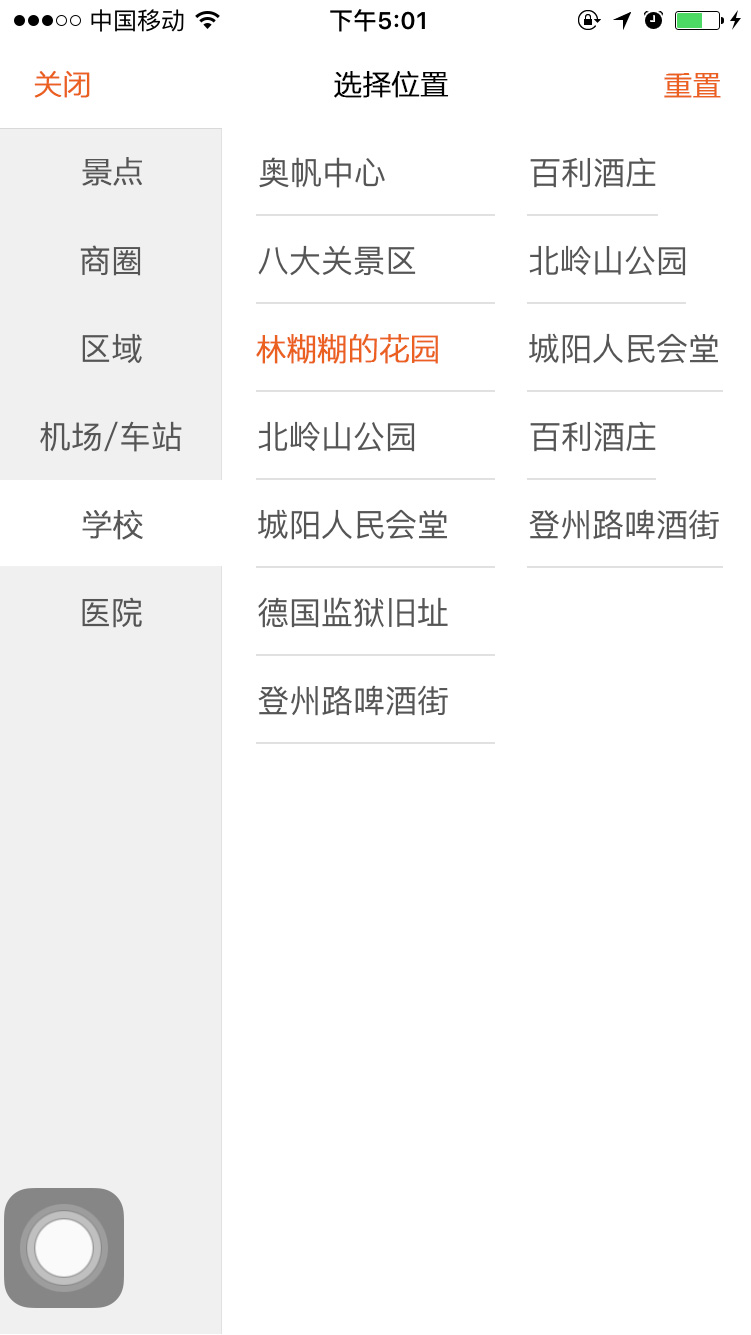 中国移动 下午5:01
关闭 选择位置 重置
景点 奥帆中心 百利酒庄
商圈 八大关景区 北岭山公园
区域 林糊糊的花园 城阳人民会堂
机场/车站 北岭山公园 百利酒庄
学校 城阳人民会堂 登州路啤酒街
医院 德国监狱旧址
登州路啤酒街